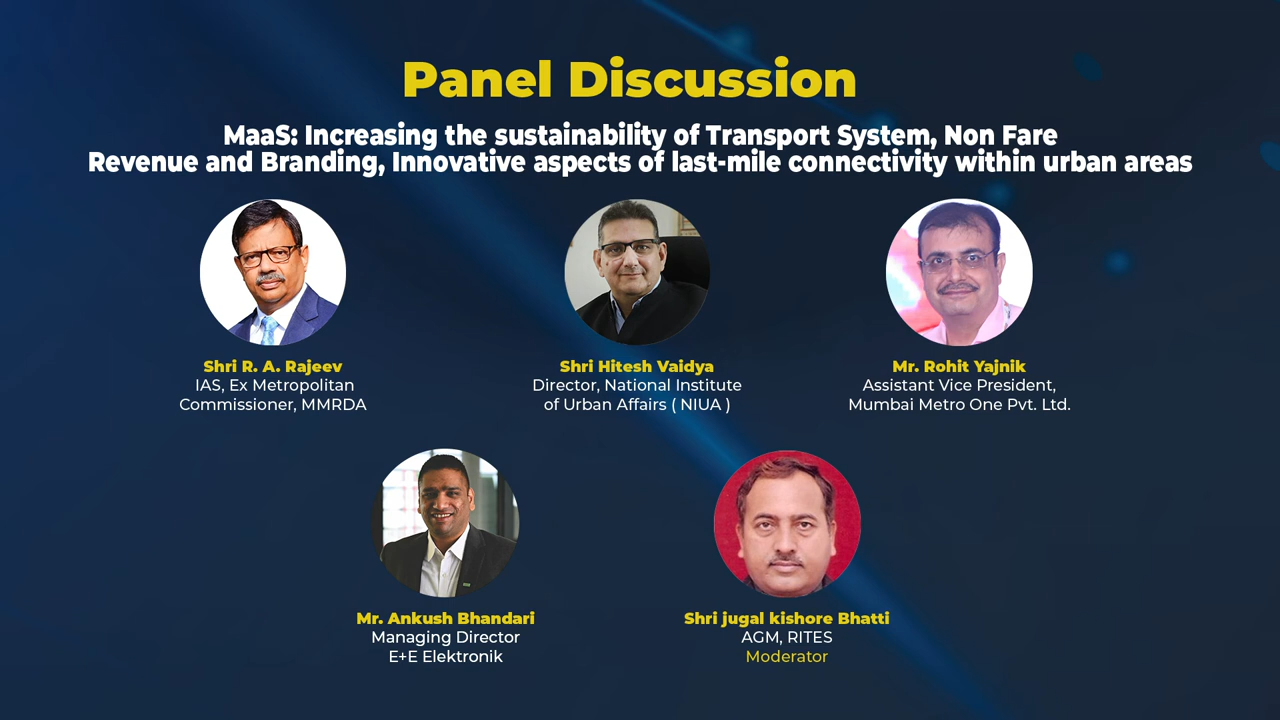 Panel Discussion
MaaS: Increasing the sustainability of Transport System, Non Fare
Revenue and Branding, Innovative aspects of last-mile connectivity within urban areas
Shri R. A. Rajeev
IAS, Ex Metropolitan
Commissioner, MMRDA
Shri Hitesh Vaidya
Director, National Institute
of Urban Affairs ( NIUA )
Mr. Rohit Yajnik
Assistant Vice President,
Mumbai Metro One Pvt. Ltd.
Mr. Ankush Bhandari
Managing Director
E+E Elektronik
Shri jugal kishore Bhatti
AGM, RITES
Moderator